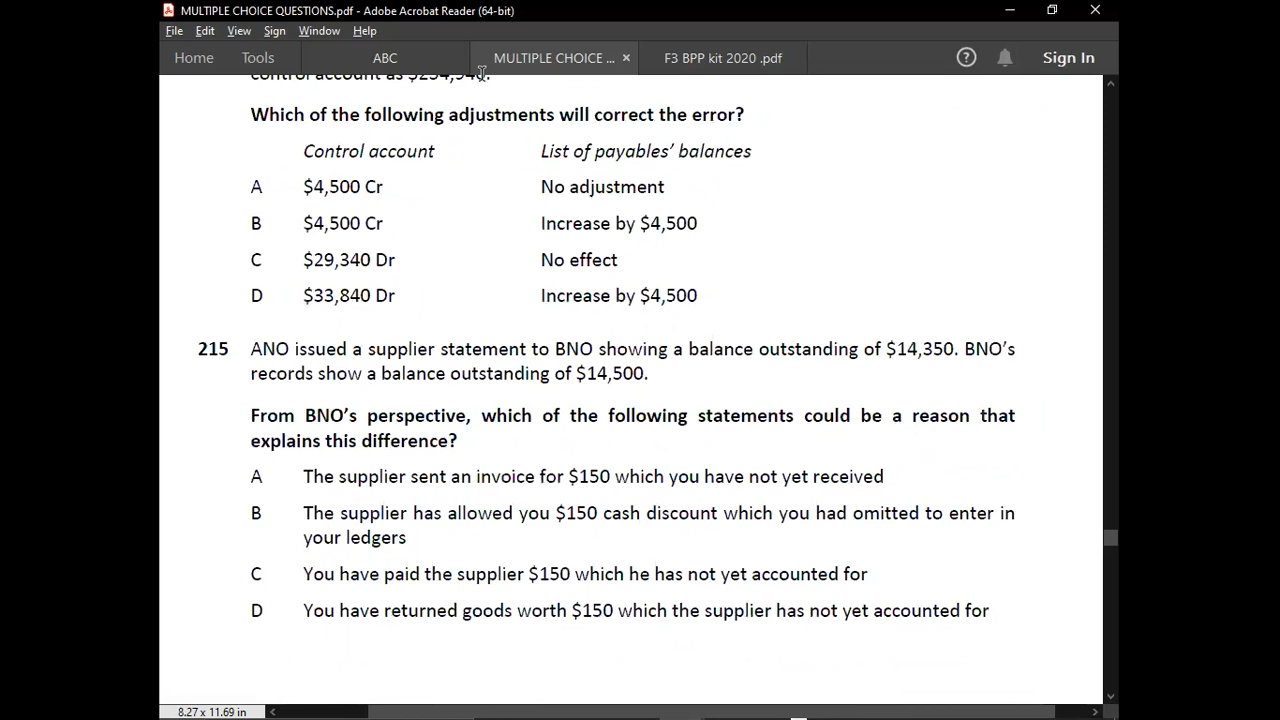 MULTIPLE CHOICE QUESTIONS.pdf - Adobe Acrobat Reader (64-bit)
File Edit View Sign Window Help
Home Tools ABC MULTIPLE CHOICE ... × F3 BPP kit 2020 .pdf ? Sign In
control account as
Which of the following adjustments will correct the error?
Control account List of payables’ balances
A $4,500 Cr No adjustment
B $4,500 Cr Increase by $4,500
C $29,340 Dr No effect
D $33,840 Dr Increase by $4,500
215 ANO issued a supplier statement to BNO showing a balance outstanding of $14,350. BNO’s
records show a balance outstanding of $14,500.
From BNO’s perspective, which of the following statements could be a reason that
explains this difference?
A The supplier sent an invoice for $150 which you have not yet received
B The supplier has allowed you $150 cash discount which you had omitted to enter in
your ledgers
C You have paid the supplier $150 which he has not yet accounted for
D You have returned goods worth $150 which the supplier has not yet accounted for
8.27 x 11.69 in